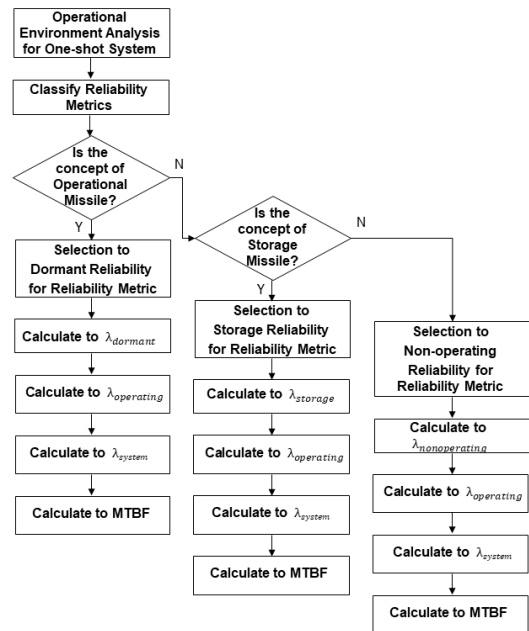 Operational
Environment Analysis
for One-shot System
Classify Reliability
Metrics
Is the
concept of
Operational
Missile?
N
Y
Is the
concept of
Storage
Missile?
N
Y
Selection to
Dormant Reliability
for Reliability Metric
Calculate to λdormant
Calculate to λoperating
Calculate to λsystem
Calculate to MTBF
Selection to
Storage Reliability
for Reliability Metric
Calculate to λstorage
Calculate to λoperating
Calculate to λsystem
Calculate to MTBF
Selection to
Non-operating
Reliability for
Reliability Metric
Calculate to
λnonoperating
Calculate to λoperating
Calculate to λsystem
Calculate to MTBF